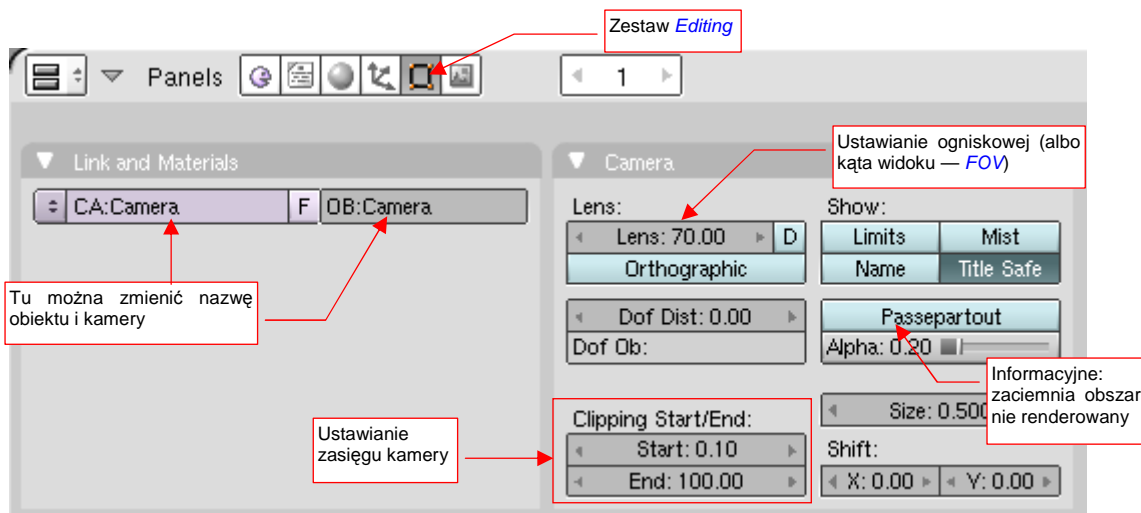 Zestaw Editing
Panels
1
Link and Materials
CA:Camera F OB:Camera
Tu można zmienić nazwę
obiektu i kamery
Camera
Ustawianie ogniskowej (albo
kąta widoku — FOV)
Lens:
Lens: 70.00 D
Orthographic
Dof Dist: 0.00
Dof Ob:
Show:
Limits Mist
Name Title Safe
Passepartout
Alpha: 0.20
Informacyjne:
zaciemnia obszar
nie renderowany
Ustawianie
zasięgu kamery
Clipping Start/End:
Start: 0.10
End: 100.00
Size: 0.500
Shift:
X: 0.00 Y: 0.00